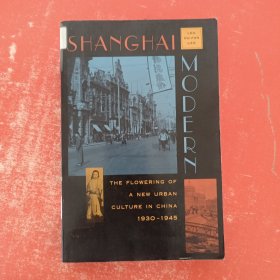 SHANGHAI
LEO
OU-FAN
LEE
MODERN
THE FLOWERING OF
A NEW URBAN
CULTURE IN CHINA
1930-1945